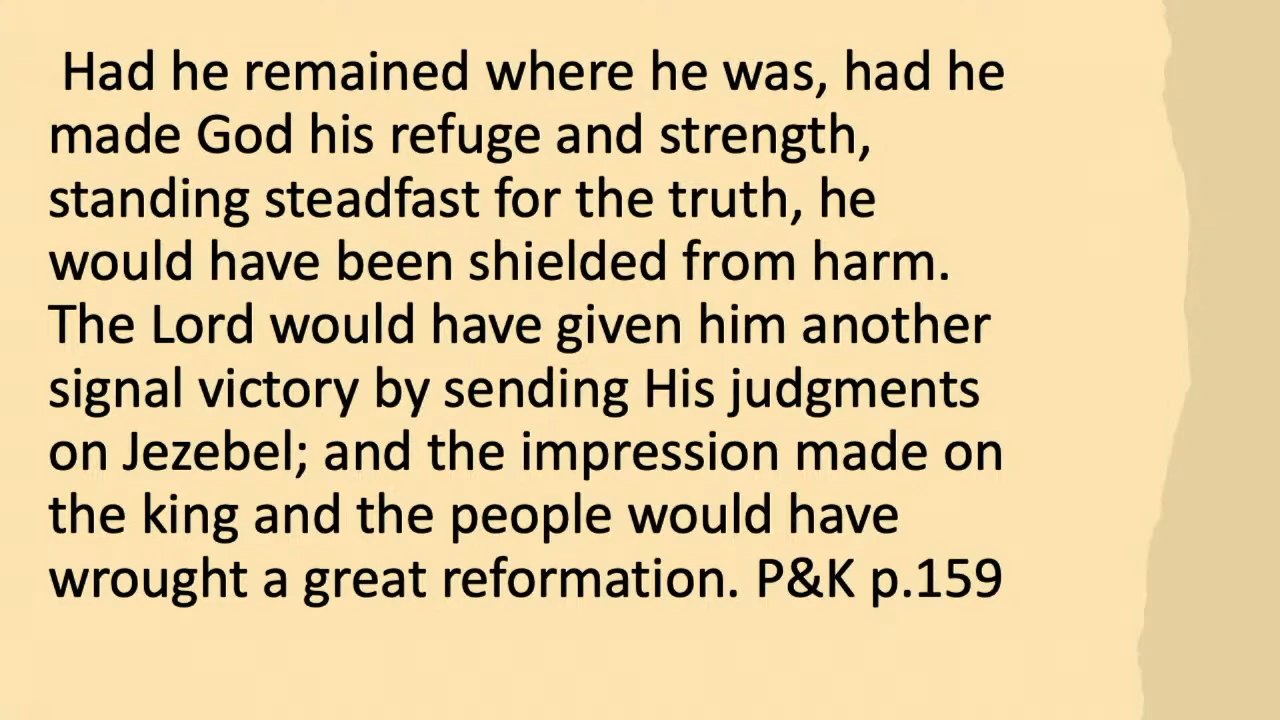 Had he remained where he was, had he
made God his refuge and strength,
standing steadfast for the truth, he
would have been shielded from harm.
The Lord would have given him another
signal victory by sending His judgments
on Jezebel; and the impression made on
the king and the people would have
wrought a great reformation. P&K p.159